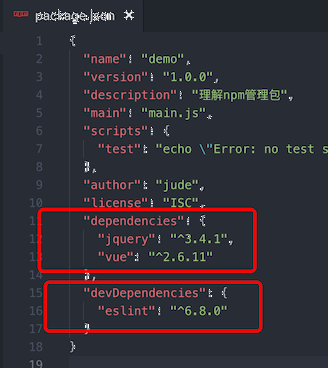 package.json
1 {
2 "name": "demo",
3 "version": "1.0.0",
4 "description": "理解npm管理包",
5 "main": "main.js",
6 "scripts": {
7 "test": "echo \"Error: no test s
8 },
9 "author": "jude",
10 "license": "ISC",
11 "dependencies": {
12 "jquery": "^3.4.1",
13 "vue": "^2.6.11"
14 },
15 "devDependencies": {
16 "eslint": "^6.8.0"
17 }
18 }
19